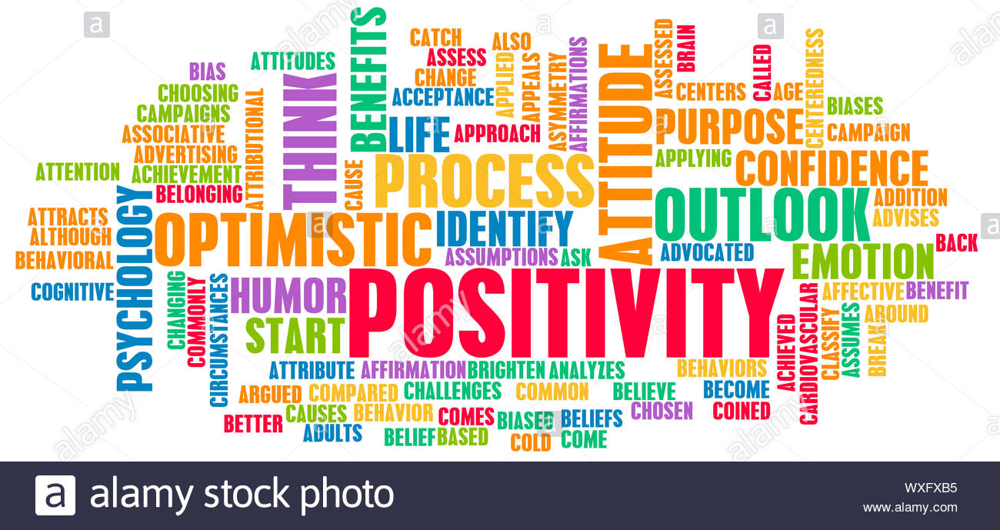 CATCH
ALSO
ASSESSED
BRAIN
BENEFITS
ATTITUDES
ASSESS
CALLED
CENTEREDNESS
BIAS
THINK
CHANGE
APPLIED
APPEALS
ASYMMETRY
AFFIRMATIONS
ATTITUDE
CHOOSING
ATTRIBUTIONAL
ACCEPTANCE
CENTERS
AGE
BIASES
CAMPAIGNS
LIFE
APPROACH
PURPOSE
CAMPAIGN
ASSOCIATIVE
ADVERTISING
PROCESS
APPLYING
CONFIDENCE
ATTENTION
ACHIEVEMENT
CAUSE
BELONGING
PSYCHOLOGY
OUTLOOK
ADDITION
ATTRACTS
OPTIMISTIC
IDENTIFY
ADVISES
ALTHOUGH
BEHAVIORAL
ASSUMPTIONS
ASK
ADVOCATED
EMOTION
BACK
COGNITIVE
CHANGING
COMMONLY
CIRCUMSTANCES
HUMOR
POSITIVITY
CARDIOVASCULAR
AFFECTIVE
BENEFIT
START
ACHIEVED
CLASSIFY
ASSUMES
BREAK
AROUND
ATTRIBUTE
AFFIRMATION
BRIGHTEN
ANALYZES
BEHAVIORS
ARGUED
COMPARED
CHALLENGES
COMMON
BELIEVE
BECOME
CAUSES
BEHAVIOR
CHOSEN
COINED
BETTER
COMES
BIASED
BELIEFS
ADULTS
BELIEF
BASED
COLD
COME
a alamy stock photo
WXFXB5
www.alamy.com